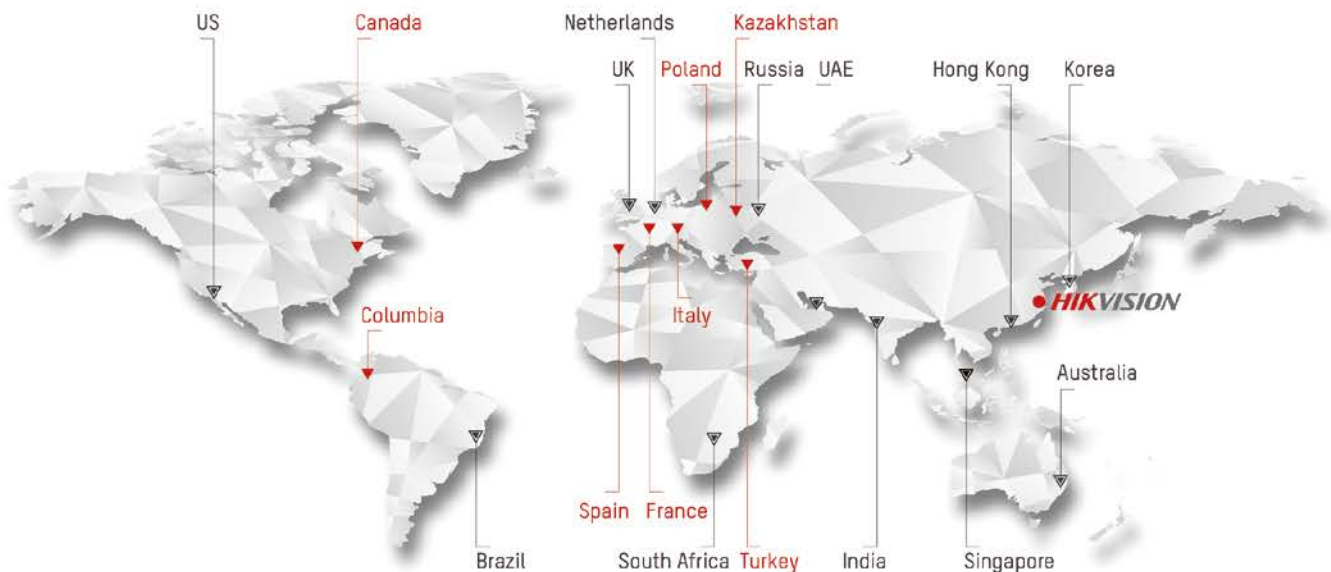 US
Canada
Netherlands
Kazakhstan
UK
Poland
Russia
UAE
Hong Kong
Korea
HIKVISION
Columbia
Italy
Australia
Spain
France
Brazil
South Africa
Turkey
India
Singapore